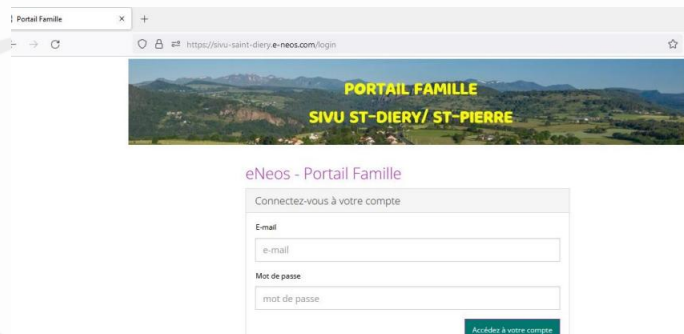 Portail Famille
https://sivu-saint-diery.e-neos.com/login
PORTAIL FAMILLE
SIVU ST-DIERY/ ST-PIERRE
eNeos - Portail Famille
Connectez-vous à votre compte
E-mail
e-mail
Mot de passe
mot de passe
Accédez à votre compte